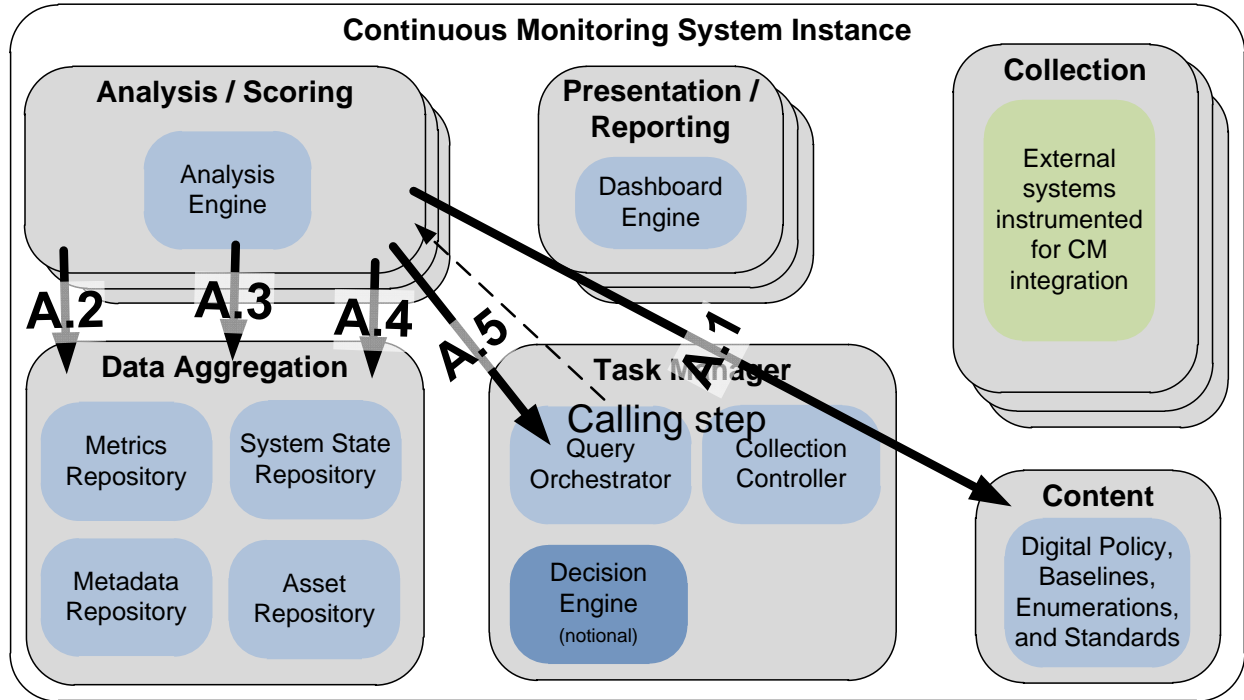 Continuous Monitoring System Instance
Analysis / Scoring
Analysis
Engine
Presentation /
Reporting
Dashboard
Engine
Collection
External
systems
instrumented
for CM
integration
A.2
A.3
A.4
A.5
A.1
Data Aggregation
Metrics
Repository
System State
Repository
Metadata
Repository
Asset
Repository
Task Manager
Calling step
Query
Orchestrator
Collection
Controller
Decision
Engine
(notional)
Content
Digital Policy,
Baselines,
Enumerations,
and Standards